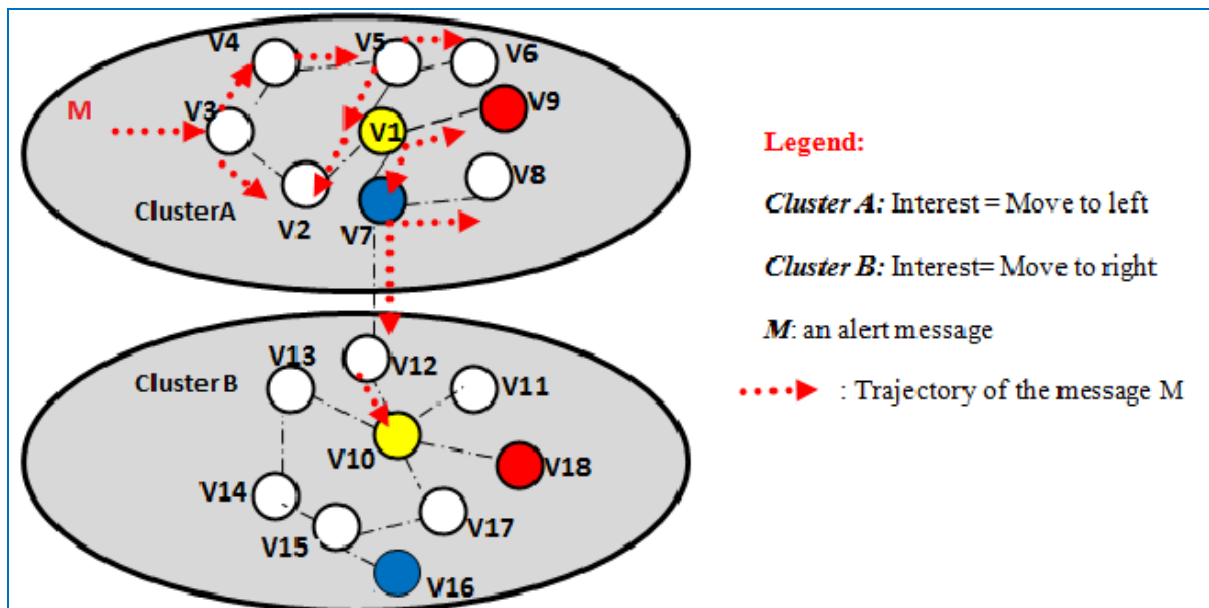 V4
V5
V6
V9
M
V3
V1
V8
ClusterA
V2
V7
V13
V12
ClusterB
V11
V10
V18
V14
V17
V15
V16
Legend:
Cluster A: Interest = Move to left
Cluster B: Interest= Move to right
M: an alert message
: Trajectory of the message M